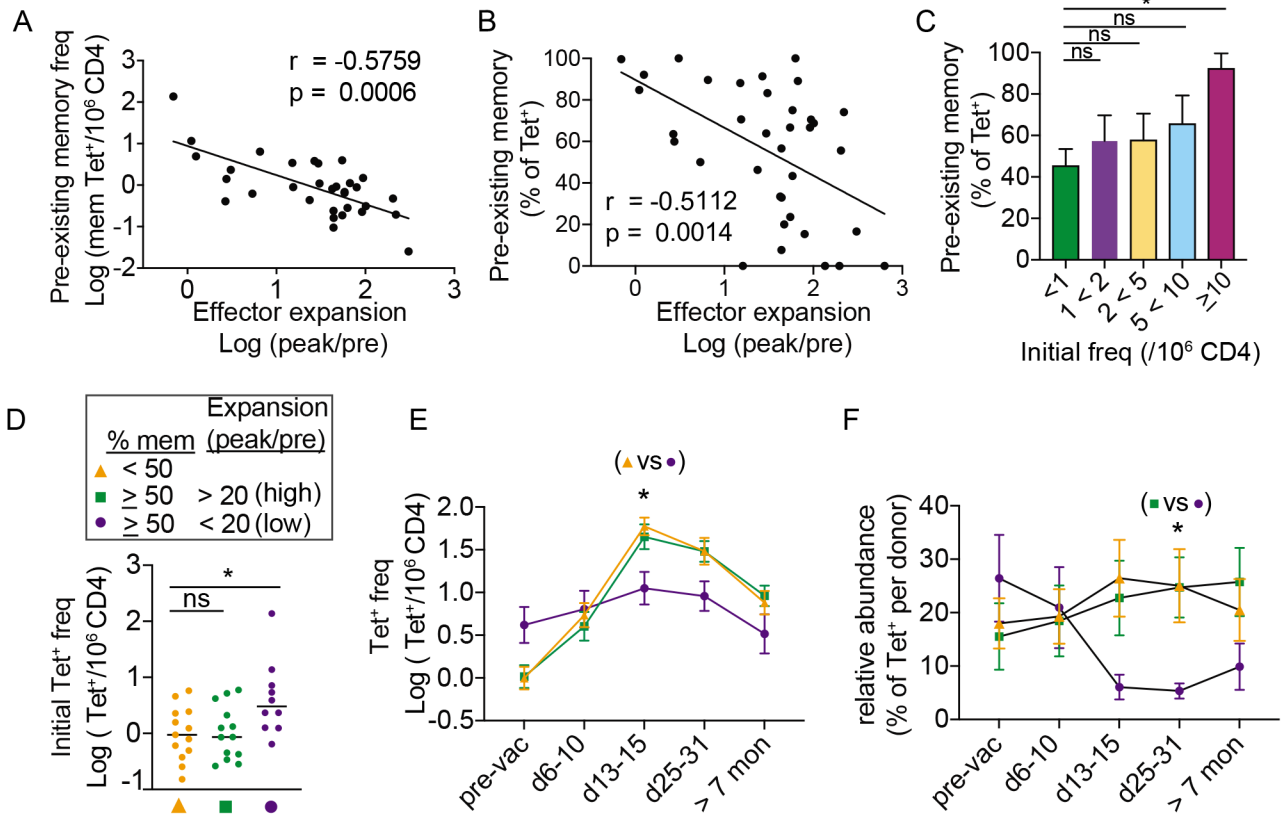 A
Pre-existing memory freq
Log (mem Tet⁺/10⁶ CD4)
3
2
1
0
-1
-2
r = -0.5759
p = 0.0006
0
1
2
3
Effector expansion
Log (peak/pre)
B
Pre-existing memory
(% of Tet⁺)
100
80
60
40
20
0
r = -0.5112
p = 0.0014
0
1
2
3
Effector expansion
Log (peak/pre)
C
Pre-existing memory
(% of Tet⁺)
*
ns
ns
ns
100
80
60
40
20
0
<1
1 < 2
2 < 5
5 < 10
≥10
Initial freq (/10⁶ CD4)
D
Expansion
% mem (peak/pre)
< 50
≥ 50 > 20 (high)
≥50 < 20 (low)
Initial Tet⁺ freq
Log ( Tet⁺/10⁶ CD4)
3
2
1
0
-1
*
ns
E
( vs )
*
Tet⁺ freq
Log ( Tet⁺/10⁶ CD4)
2.0
1.5
1.0
0.5
0.0
-0.5
pre-vac
d6-10
d13-15
d25-31
> 7 mon
F
( vs )
*
relative abundance
(% of Tet⁺ per donor)
40
30
20
10
0
pre-vac
d6-10
d13-15
d25-31
> 7 mon